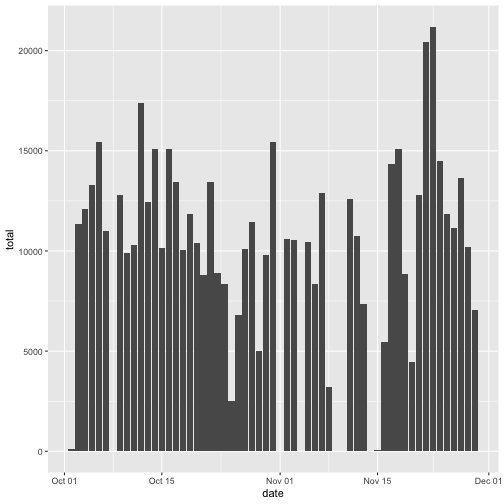 20000
15000
10000
5000
0
total
Oct 01
Oct 15
Nov 01
Nov 15
Dec 01
date